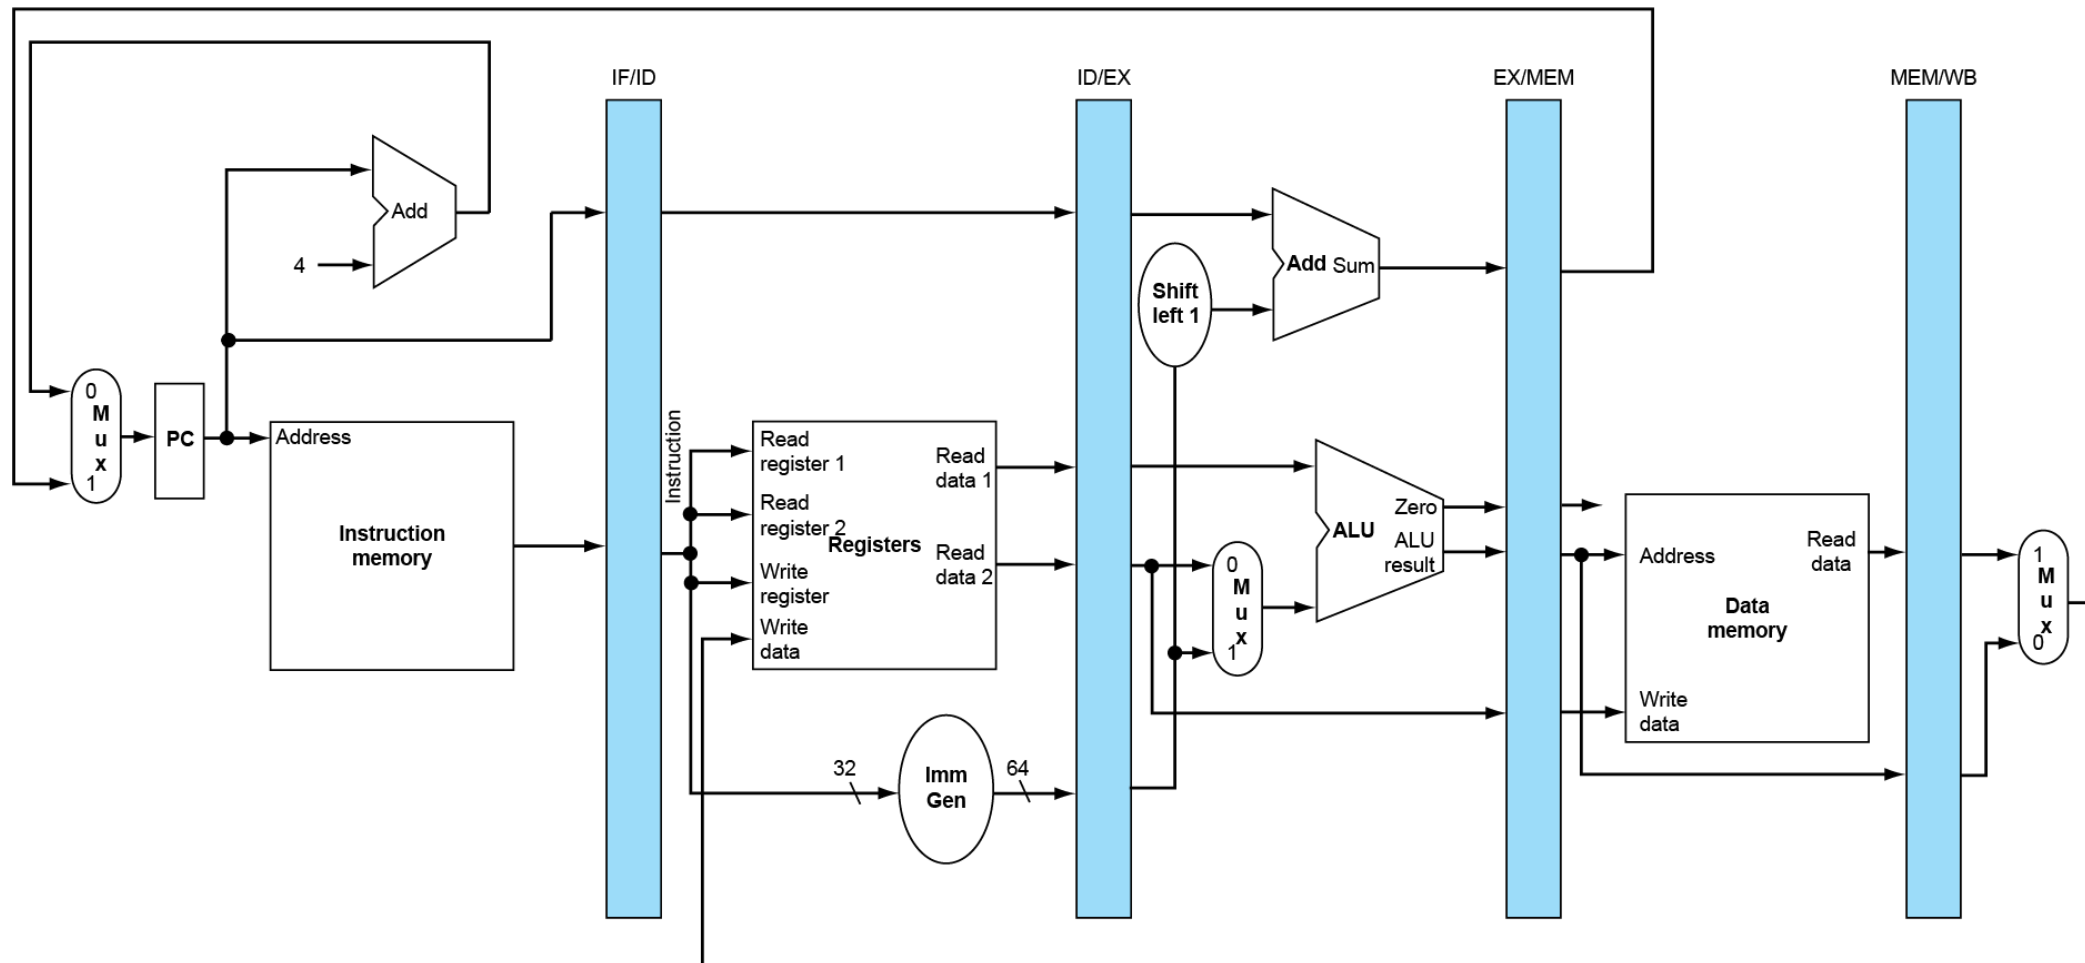 IF/ID
ID/EX
EX/MEM
MEM/WB
Add
4
Shift
left 1
Add Sum
0
M
u
x
1
PC
Address
Instruction
memory
Instruction
Read
register 1
Read
register 2
Registers
Write
register
Write
data
Read
data 1
Read
data 2
32
Imm
Gen
64
0
M
u
x
1
Zero
ALU
ALU
result
Address
Read
data
Data
memory
Write
data
1
M
u
x
0